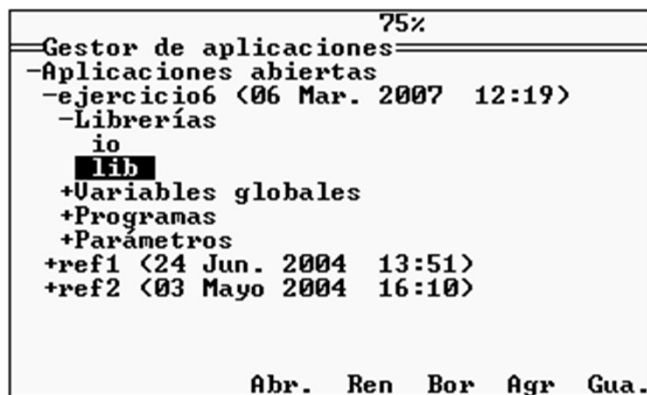 75%
Gestor de aplicaciones
-Aplicaciones abiertas
-ejercicio6 (06 Mar. 2007 12:19)
-Librerías
io
lib
+Variables globales
+Programas
+Parámetros
+ref1 (24 Jun. 2004 13:51)
+ref2 (03 Mayo 2004 16:10)
Abr. Ren Bor Agr Gua.